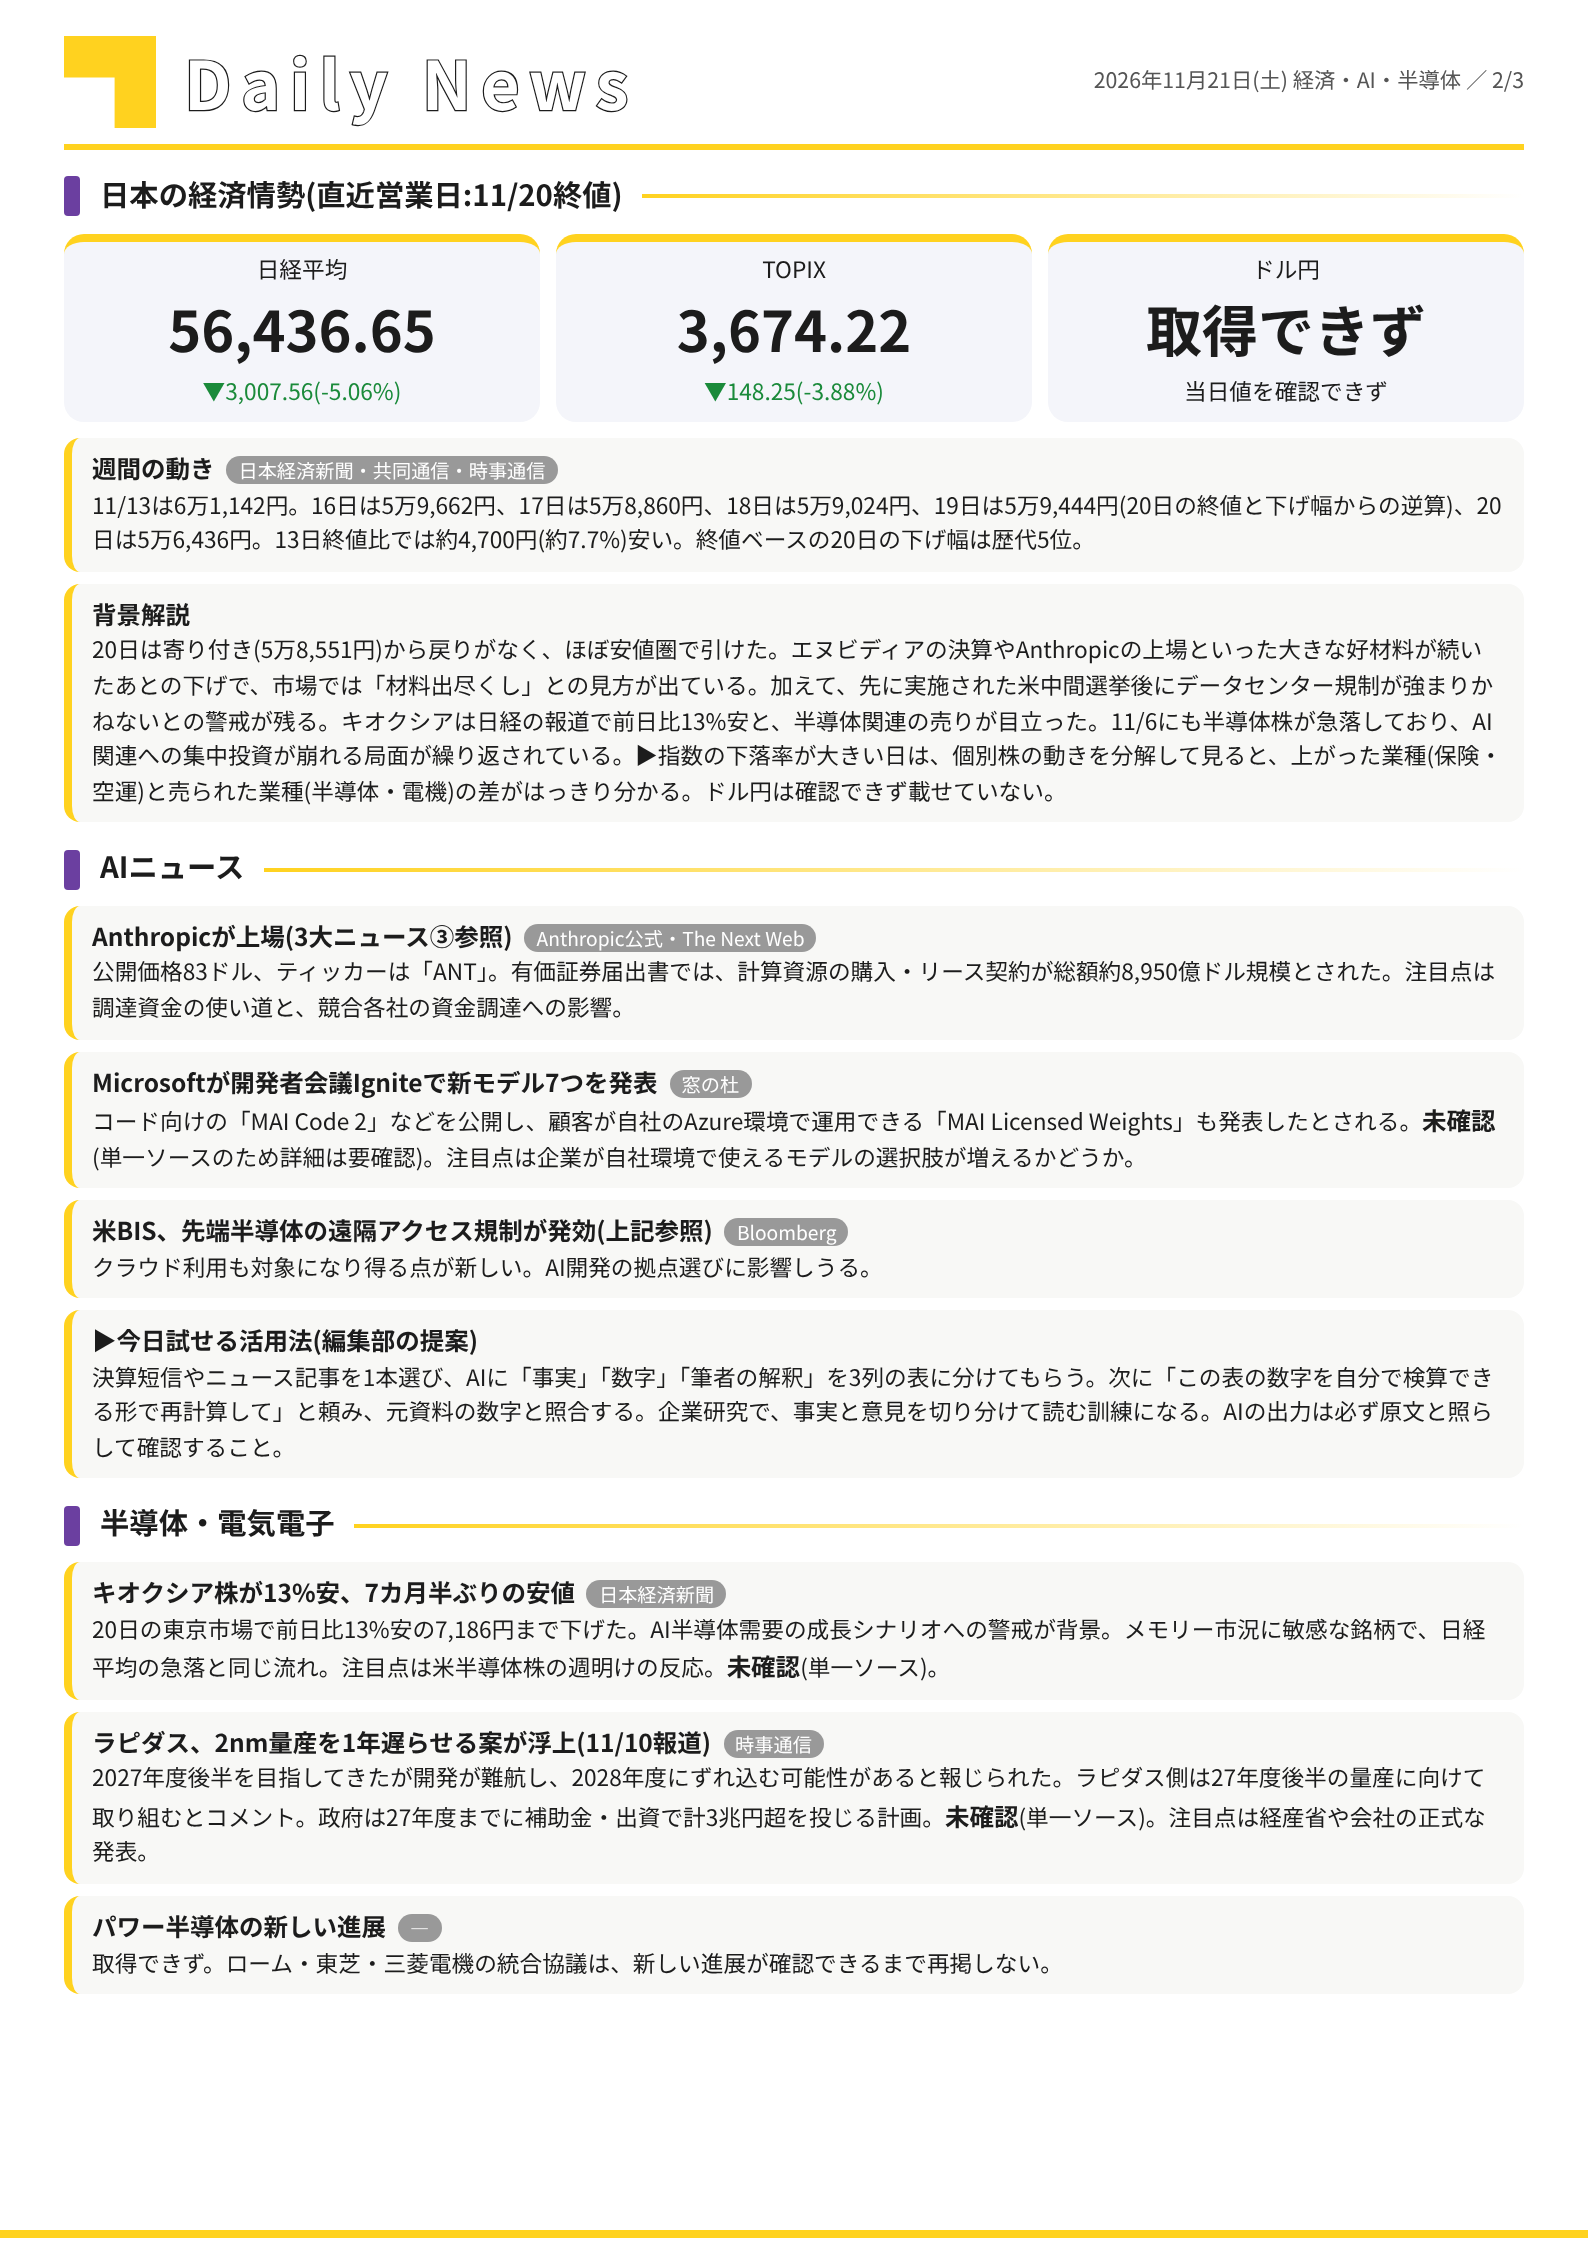 Daily News
2026年11月21日(土) 経済・AI・半導体 ／ 2/3
日本の経済情勢(直近営業日:11/20終値)
日経平均
56,436.65
▼3,007.56(-5.06%)
TOPIX
3,674.22
▼148.25(-3.88%)
ドル円
取得できず
当日値を確認できず
週間の動き 日本経済新聞・共同通信・時事通信
11/13は6万1,142円。16日は5万9,662円、17日は5万8,860円、18日は5万9,024円、19日は5万9,444円(20日の終値と下げ幅からの逆算)、20
日は5万6,436円。13日終値比では約4,700円(約7.7%)安い。終値ベースの20日の下げ幅は歴代5位。
背景解説
20日は寄り付き(5万8,551円)から戻りがなく、ほぼ安値圏で引けた。エヌビディアの決算やAnthropicの上場といった大きな好材料が続い
たあとの下げで、市場では「材料出尽くし」との見方が出ている。加えて、先に実施された米中間選挙後にデータセンター規制が強まりか
ねないとの警戒が残る。キオクシアは日経の報道で前日比13%安と、半導体関連の売りが目立った。11/6にも半導体株が急落しており、AI
関連への集中投資が崩れる局面が繰り返されている。▶指数の下落率が大きい日は、個別株の動きを分解して見ると、上がった業種(保険・
空運)と売られた業種(半導体・電機)の差がはっきり分かる。ドル円は確認できず載せていない。
AIニュース
Anthropicが上場(3大ニュース③参照) Anthropic公式・The Next Web
公開価格83ドル、ティッカーは「ANT」。有価証券届出書では、計算資源の購入・リース契約が総額約8,950億ドル規模とされた。注目点は
調達資金の使い道と、競合各社の資金調達への影響。
Microsoftが開発者会議Igniteで新モデル7つを発表 窓の杜
コード向けの「MAI Code 2」などを公開し、顧客が自社のAzure環境で運用できる「MAI Licensed Weights」も発表したとされる。未確認
(単一ソースのため詳細は要確認)。注目点は企業が自社環境で使えるモデルの選択肢が増えるかどうか。
米BIS、先端半導体の遠隔アクセス規制が発効(上記参照) Bloomberg
クラウド利用も対象になり得る点が新しい。AI開発の拠点選びに影響しうる。
▶今日試せる活用法(編集部の提案)
決算短信やニュース記事を1本選び、AIに「事実」「数字」「筆者の解釈」を3列の表に分けてもらう。次に「この表の数字を自分で検算でき
る形で再計算して」と頼み、元資料の数字と照合する。企業研究で、事実と意見を切り分けて読む訓練になる。AIの出力は必ず原文と照ら
して確認すること。
半導体・電気電子
キオクシア株が13%安、7カ月半ぶりの安値 日本経済新聞
20日の東京市場で前日比13%安の7,186円まで下げた。AI半導体需要の成長シナリオへの警戒が背景。メモリー市況に敏感な銘柄で、日経
平均の急落と同じ流れ。注目点は米半導体株の週明けの反応。未確認(単一ソース)。
ラピダス、2nm量産を1年遅らせる案が浮上(11/10報道) 時事通信
2027年度後半を目指してきたが開発が難航し、2028年度にずれ込む可能性があると報じられた。ラピダス側は27年度後半の量産に向けて
取り組むとコメント。政府は27年度までに補助金・出資で計3兆円超を投じる計画。未確認(単一ソース)。注目点は経産省や会社の正式な
発表。
パワー半導体の新しい進展 —
取得できず。ローム・東芝・三菱電機の統合協議は、新しい進展が確認できるまで再掲しない。